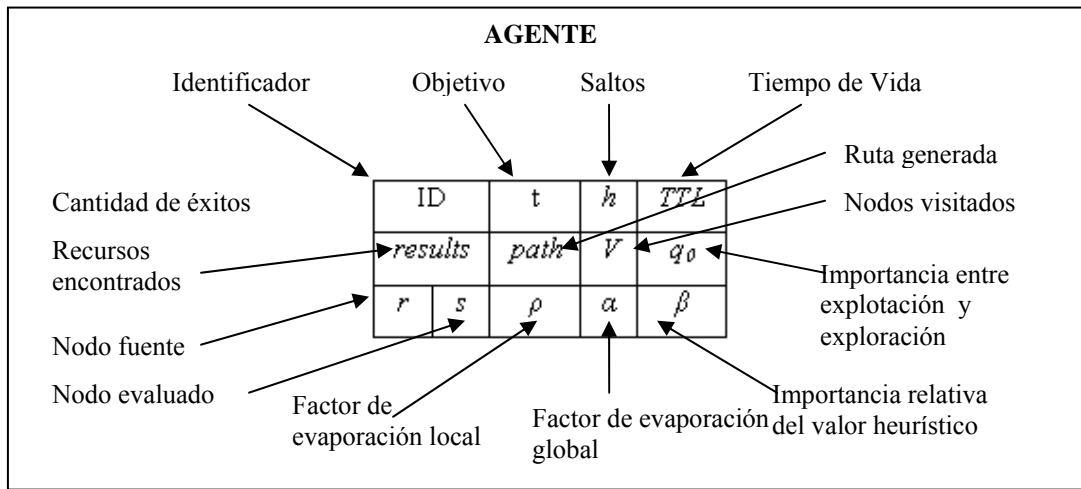 AGENTE
Identificador
Objetivo
Saltos
Tiempo de Vida
Ruta generada
Cantidad de éxitos
ID
t
h
TTL
Nodos visitados
Recursos
encontrados
results
path
V
q0
Importancia entre
explotación y
exploración
r
s
ρ
α
β
Nodo fuente
Nodo evaluado
Factor de
evaporación local
Factor de evaporación
global
Importancia relativa
del valor heurístico